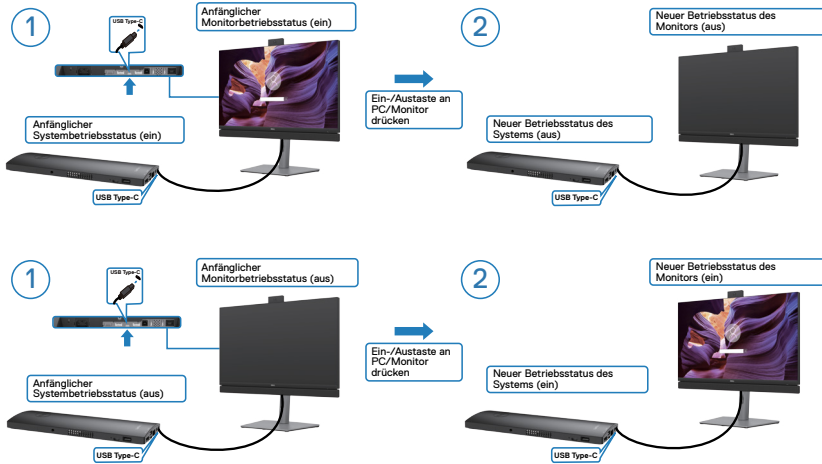 1
USB Type-C
Anfänglicher
Monitorbetriebsstatus (ein)
Anfänglicher
Systembetriebsstatus (ein)
USB Type-C
Ein-/Austaste an
PC/Monitor
drücken
2
Neuer Betriebsstatus des
Monitors (aus)
Neuer Betriebsstatus des
Systems (aus)
USB Type-C
1
USB Type-C
Anfänglicher
Monitorbetriebsstatus (aus)
Anfänglicher
Systembetriebsstatus (aus)
USB Type-C
Ein-/Austaste an
PC/Monitor
drücken
2
Neuer Betriebsstatus des
Monitors (ein)
Neuer Betriebsstatus des
Systems (ein)
USB Type-C